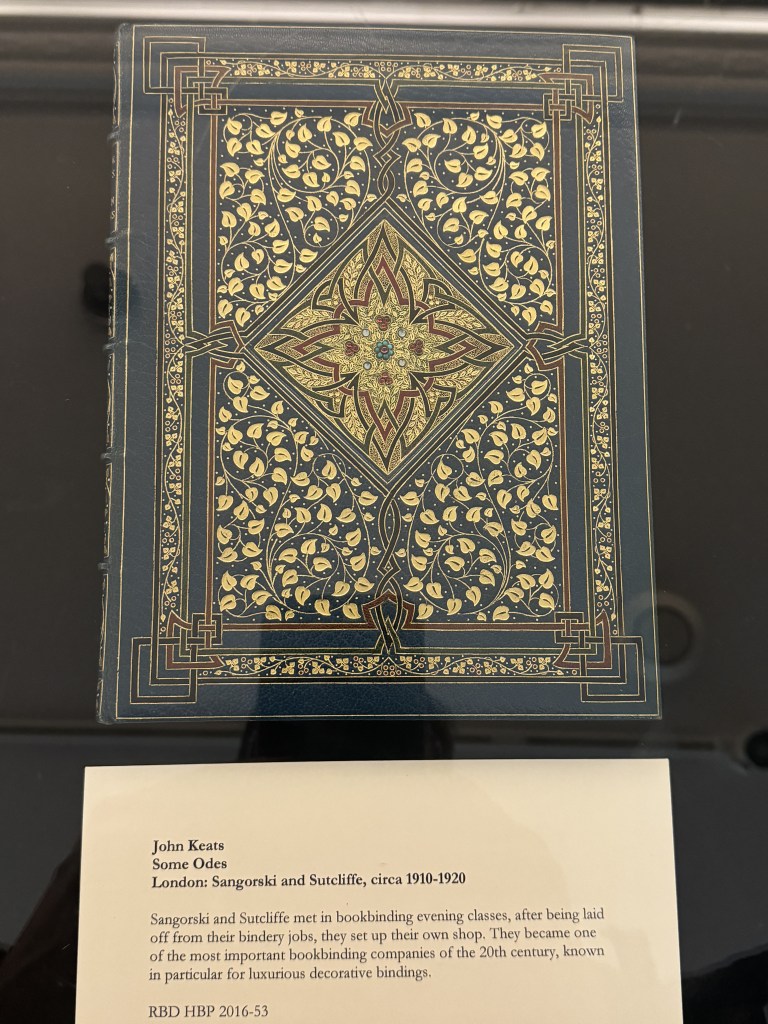 John Keats
Some Odes
London: Sangorski and Sutcliffe, circa 1910-1920
Sangorski and Sutcliffe met in bookbinding evening classes, after being laid
off from their bindery jobs, they set up their own shop. They became one
of the most important bookbinding companies of the 20th century, known
in particular for luxurious decorative bindings.
RBD HBP 2016-53